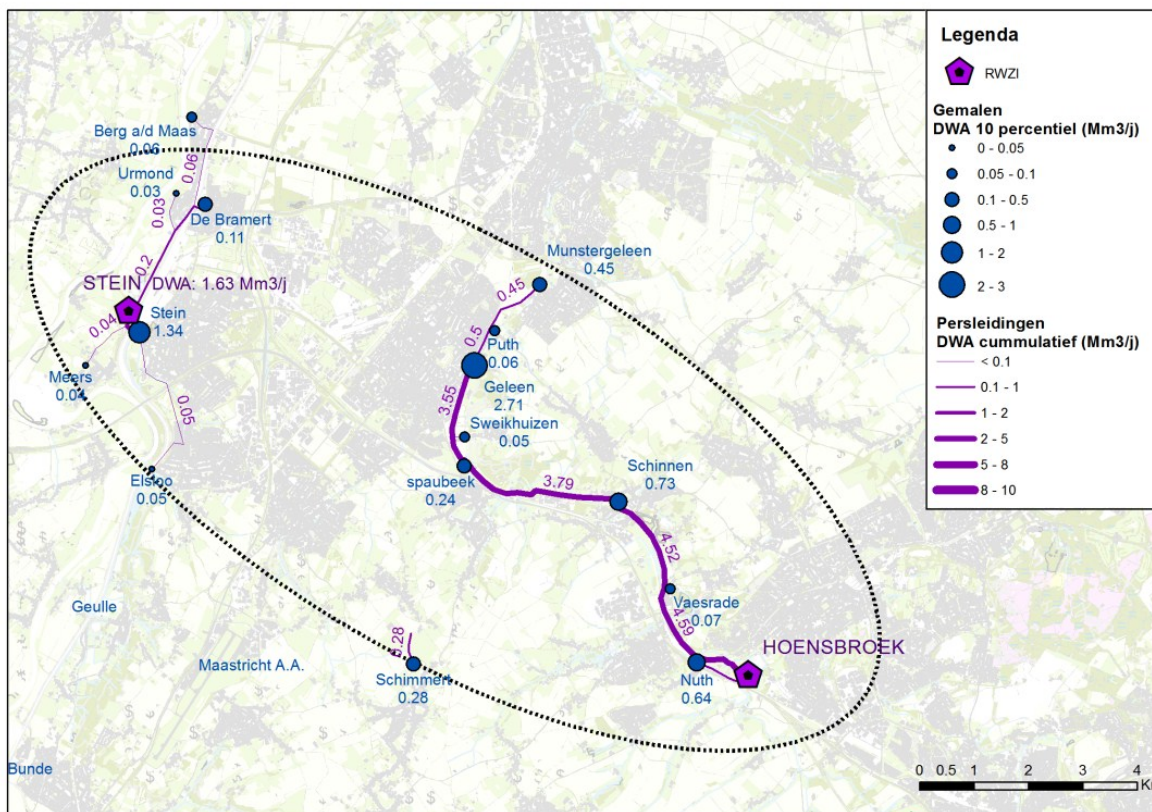 Berg a/d Maas
0.06
0.06
Urmond
0.03
0.03
De Bramert
0.11
0.2
STEIN DWA: 1.63 Mm3/j
Stein
1.34
0.04
Meers
0.04
0.05
Elsloo
0.05
Munstergeleen
0.45
0.45
0.5
Puth
0.06
Geleen
2.71
3.55
Sweikhuizen
0.05
spaubeek
0.24
3.79
Schinnen
0.73
4.52
Vaesrade
0.07
4.59
HOENSBROEK
Nuth
0.64
Geulle
Maastricht A.A.
0.28
Schimmert
0.28
Bunde
Legenda
RWZI
Gemalen
DWA 10 percentiel (Mm3/j)
0 - 0.05
0.05 - 0.1
0.1 - 0.5
0.5 - 1
1 - 2
2 - 3
Persleidingen
DWA cummulatief (Mm3/j)
< 0.1
0.1 - 1
1 - 2
2 - 5
5 - 8
8 - 10
0 0.5 1 2 3 4